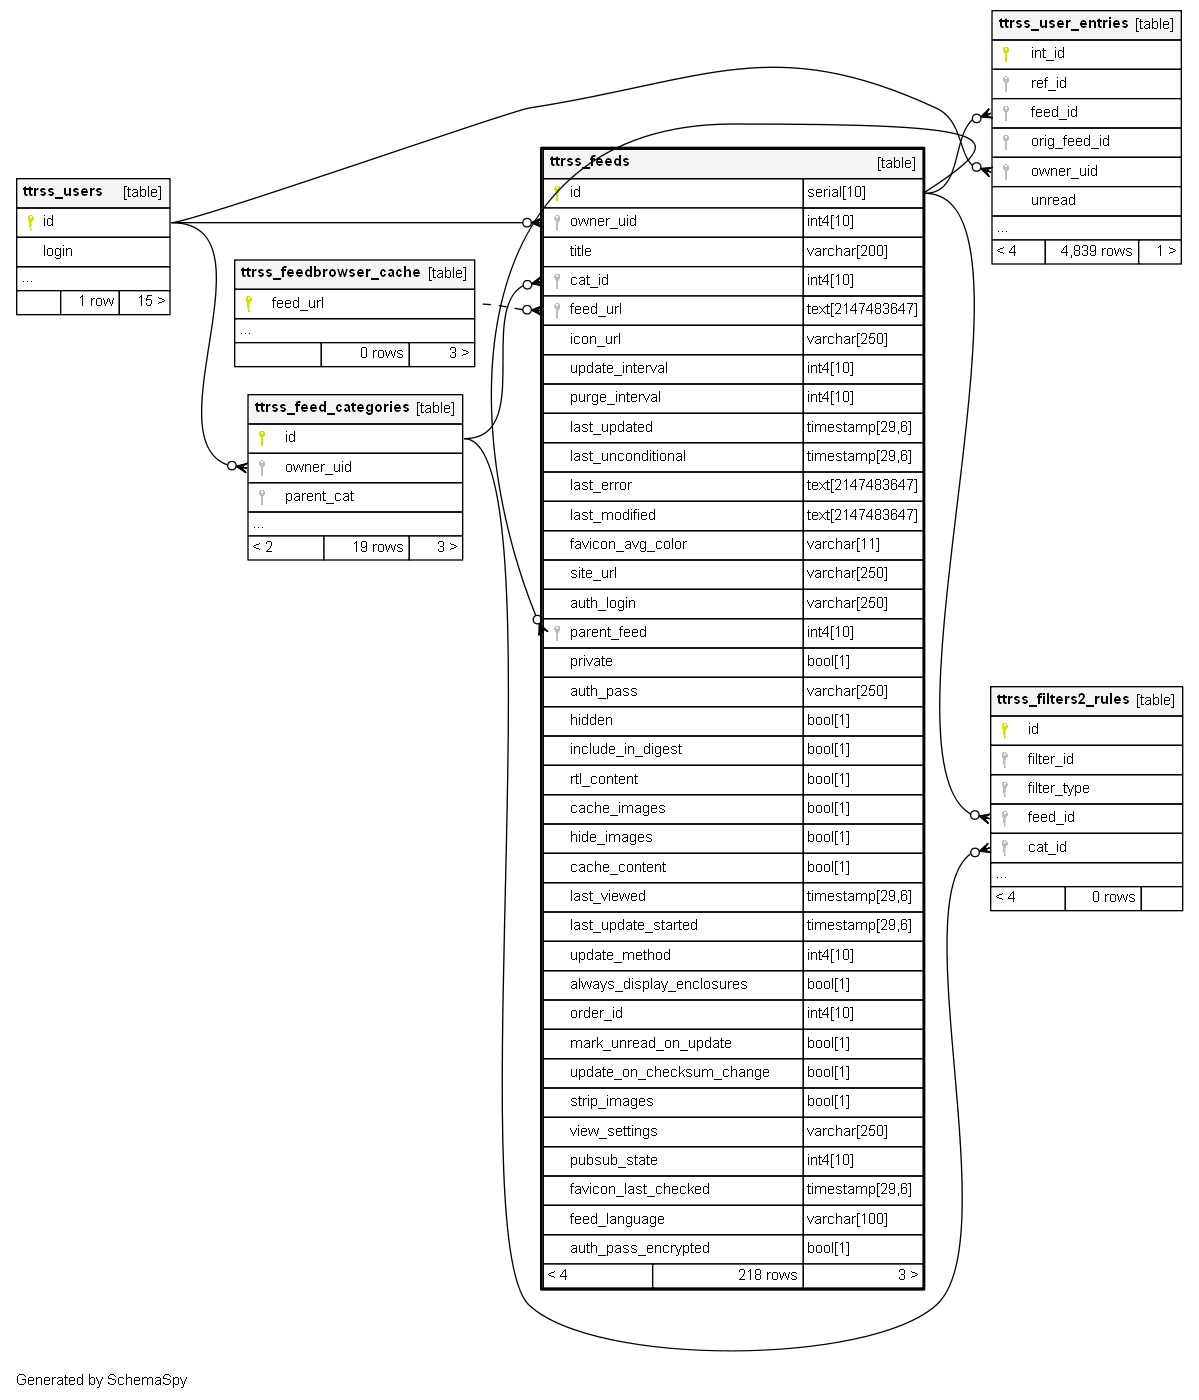 ttrss_user_entries [table]
int_id
ref_id
feed_id
orig_feed_id
owner_uid
unread
...
< 4 4,839 rows 1 >
ttrss_users [table]
id
login
...
1 row 15 >
ttrss_feedbrowser_cache [table]
feed_url
...
0 rows 3 >
ttrss_feed_categories [table]
id
owner_uid
parent_cat
...
< 2 19 rows 3 >
ttrss_feeds [table]
id serial[10]
owner_uid int4[10]
title varchar[200]
cat_id int4[10]
feed_url text[2147483647]
icon_url varchar[250]
update_interval int4[10]
purge_interval int4[10]
last_updated timestamp[29,6]
last_unconditional timestamp[29,6]
last_error text[2147483647]
last_modified text[2147483647]
favicon_avg_color varchar[11]
site_url varchar[250]
auth_login varchar[250]
parent_feed int4[10]
private bool[1]
auth_pass varchar[250]
hidden bool[1]
include_in_digest bool[1]
rtl_content bool[1]
cache_images bool[1]
hide_images bool[1]
cache_content bool[1]
last_viewed timestamp[29,6]
last_update_started timestamp[29,6]
update_method int4[10]
always_display_enclosures bool[1]
order_id int4[10]
mark_unread_on_update bool[1]
update_on_checksum_change bool[1]
strip_images bool[1]
view_settings varchar[250]
pubsub_state int4[10]
favicon_last_checked timestamp[29,6]
feed_language varchar[100]
auth_pass_encrypted bool[1]
< 4 218 rows 3 >
ttrss_filters2_rules [table]
id
filter_id
filter_type
feed_id
cat_id
...
< 4 0 rows
Generated by SchemaSpy